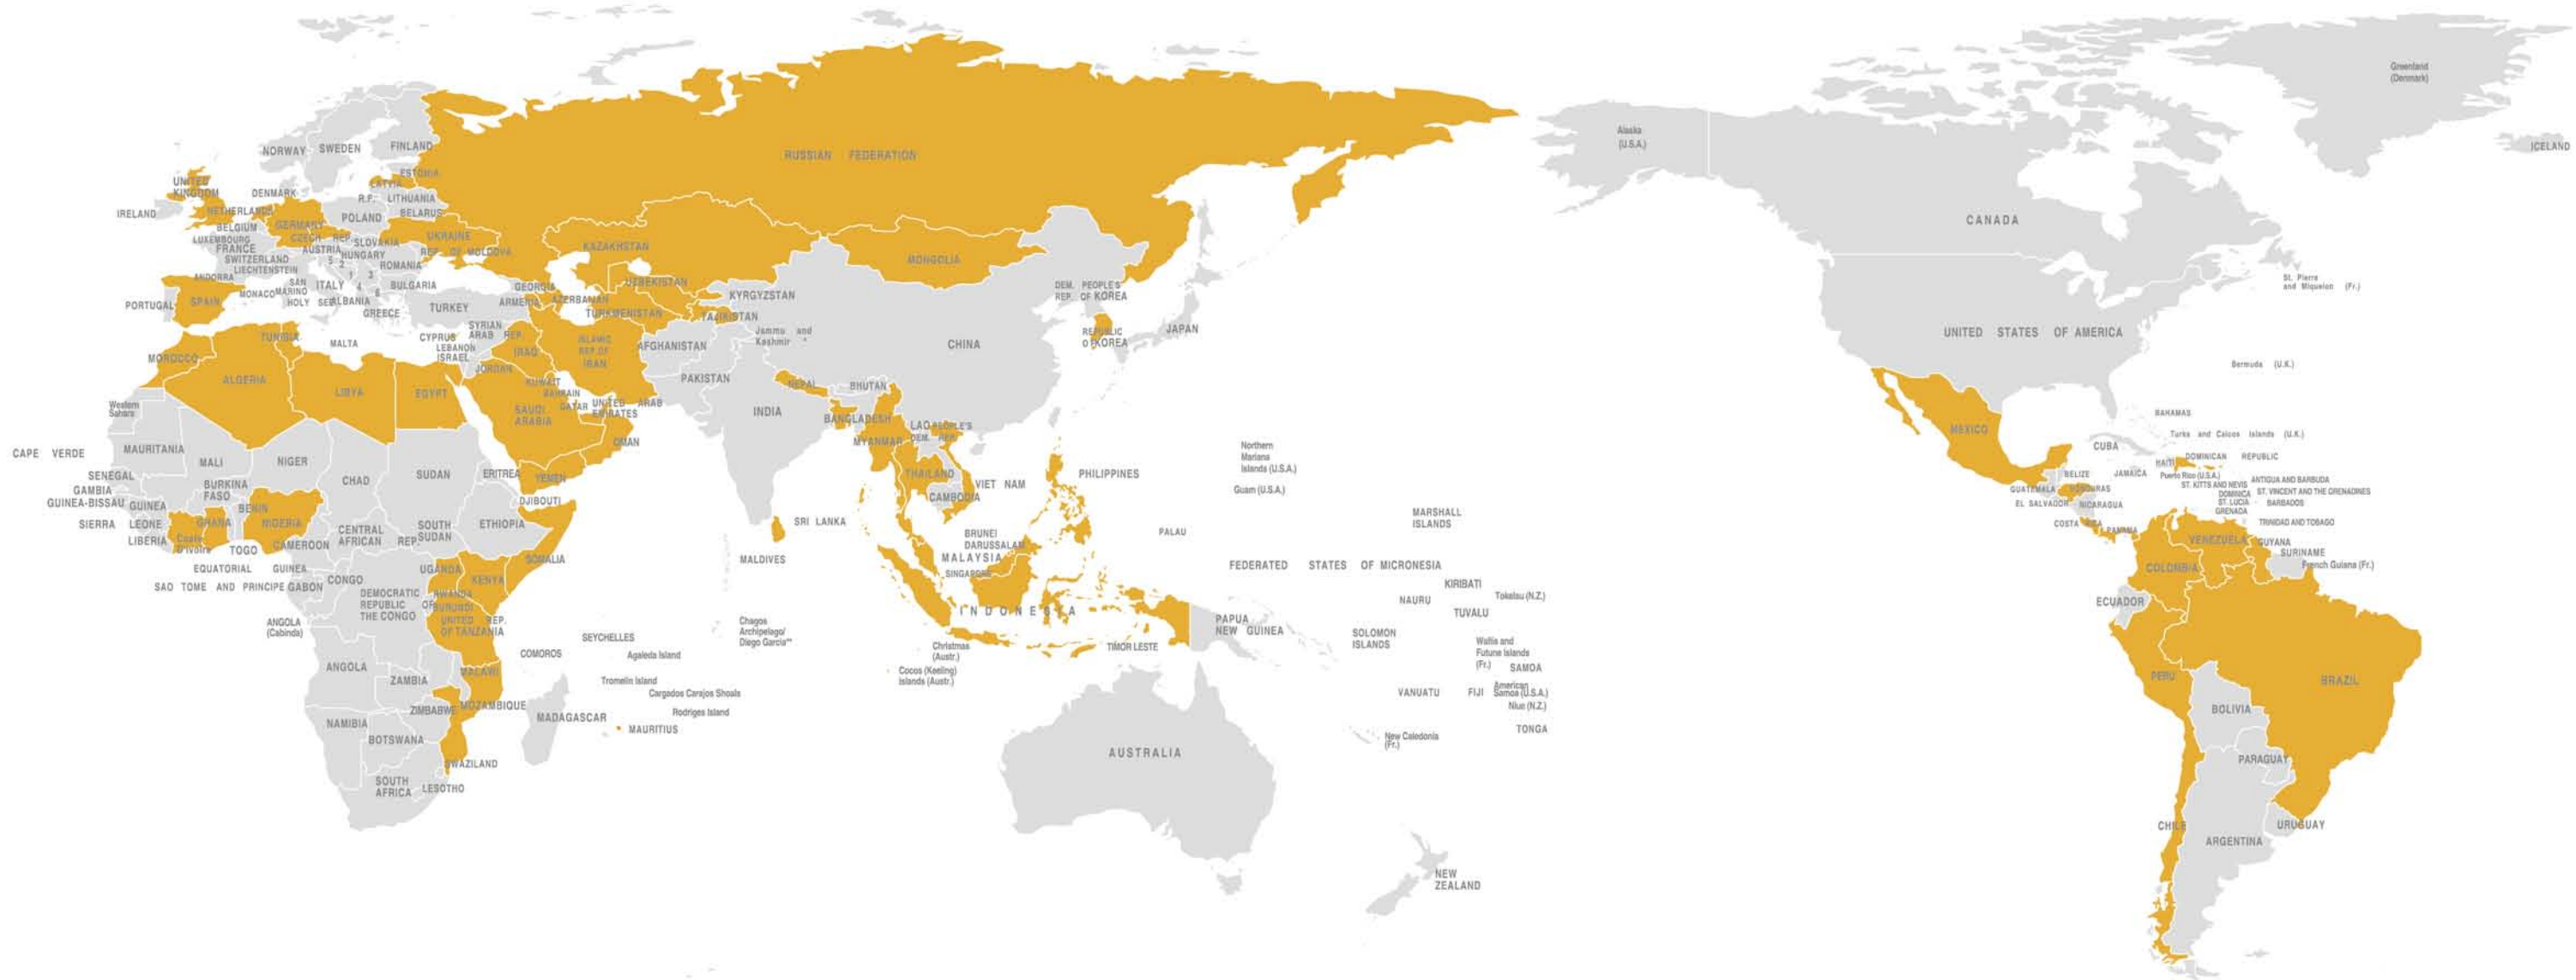 Greenland
(Denmark)
ICELAND
Alaska
(U.S.A.)
CANADA
UNITED STATES OF AMERICA
St. Pierre
and Miquelon (Fr.)
Bermuda (U.K.)
RUSSIAN FEDERATION
NORWAY
SWEDEN
FINLAND
ESTONIA
LATVIA
R.F.
LITHUANIA
BELARUS
UNITED
KINGDOM
IRELAND
DENMARK
NETHERLANDS
GERMANY
POLAND
BELGIUM
LUXEMBOURG
FRANCE
CZECH REP.
SLOVAKIA
UKRAINE
AUSTRIA
HUNGARY
REP. OF MOLDOVA
SWITZERLAND
LIECHTENSTEIN
5
2
1
3
4
6
ROMANIA
ANDORRA
MONACO
SAN
MARINO
HOLY SEE
ITALY
ALBANIA
BULGARIA
PORTUGAL
SPAIN
GREECE
TURKEY
GEORGIA
ARMENIA
AZERBAIJAN
KAZAKHSTAN
UZBEKISTAN
TURKMENISTAN
KYRGYZSTAN
TAJIKISTAN
MONGOLIA
DEM. PEOPLE'S
REP. OF KOREA
REPUBLIC
OF KOREA
JAPAN
CHINA
Jammu and
Kashmir *
AFGHANISTAN
PAKISTAN
ISLAMIC
REP.OF
IRAN
IRAQ
SYRIAN
ARAB REP.
CYPRUS
LEBANON
ISRAEL
JORDAN
KUWAIT
BAHRAIN
QATAR
UNITED ARAB
EMIRATES
SAUDI
ARABIA
OMAN
YEMEN
MALTA
TUNISIA
MOROCCO
ALGERIA
LIBYA
EGYPT
Western
Sahara
MAURITANIA
MALI
NIGER
CHAD
SUDAN
ERITREA
DJIBOUTI
CAPE VERDE
SENEGAL
GAMBIA
GUINEA-BISSAU
GUINEA
SIERRA LEONE
LIBERIA
Cote
D'Ivoire
BURKINA
FASO
GHANA
BENIN
TOGO
NIGERIA
CAMEROON
CENTRAL
AFRICAN REP.
SOUTH
SUDAN
ETHIOPIA
SOMALIA
EQUATORIAL GUINEA
SAO TOME AND PRINCIPE
GABON
CONGO
DEMOCRATIC
REPUBLIC OF
THE CONGO
UGANDA
KENYA
RWANDA
BURUNDI
UNITED REP.
OF TANZANIA
ANGOLA
(Cabinda)
ANGOLA
ZAMBIA
MALAWI
MOZAMBIQUE
ZIMBABWE
NAMIBIA
BOTSWANA
SWAZILAND
SOUTH
AFRICA
LESOTHO
COMOROS
SEYCHELLES
Agaleda Island
Tromelin Island
Cargados Carajos Shoals
Rodriges Island
MADAGASCAR
MAURITIUS
Chagos
Archipelago/
Diego Garcia**
NEPAL
BHUTAN
INDIA
BANGLADESH
MYANMAR
LAO PEOPLE'S
DEM. REP.
THAILAND
CAMBODIA
VIET NAM
SRI LANKA
MALDIVES
PHILIPPINES
BRUNEI
DARUSSALAM
MALAYSIA
SINGAPORE
INDONESIA
Christmas
(Austr.)
Cocos (Keeling)
Islands (Austr.)
TIMOR LESTE
PAPUA
NEW GUINEA
AUSTRALIA
Northern
Mariana
Islands (U.S.A.)
Guam (U.S.A.)
PALAU
MARSHALL
ISLANDS
FEDERATED STATES OF MICRONESIA
KIRIBATI
NAURU
Tokelau (N.Z.)
TUVALU
SOLOMON
ISLANDS
Wallis and
Futune Islands
(Fr.)
SAMOA
American
Samoa (U.S.A.)
VANUATU
FIJI
Niue (N.Z.)
TONGA
New Caledonia
(Fr.)
NEW
ZEALAND
MEXICO
BAHAMAS
Turks and Caicos Islands (U.K.)
CUBA
HAITI
DOMINICAN REPUBLIC
BELIZE
JAMAICA
Puerto Rico (U.S.A.)
ANTIGUA AND BARBUDA
ST. KITTS AND NEVIS
DOMINICA
ST. VINCENT AND THE GRENADINES
ST. LUCIA
BARBADOS
GRENADA
TRINIDAD AND TOBAGO
GUATEMALA
HONDURAS
EL SALVADOR
NICARAGUA
COSTA RICA
PANAMA
VENEZUELA
GUYANA
SURINAME
French Guiana (Fr.)
COLOMBIA
ECUADOR
PERU
BRAZIL
BOLIVIA
PARAGUAY
CHILE
ARGENTINA
URUGUAY